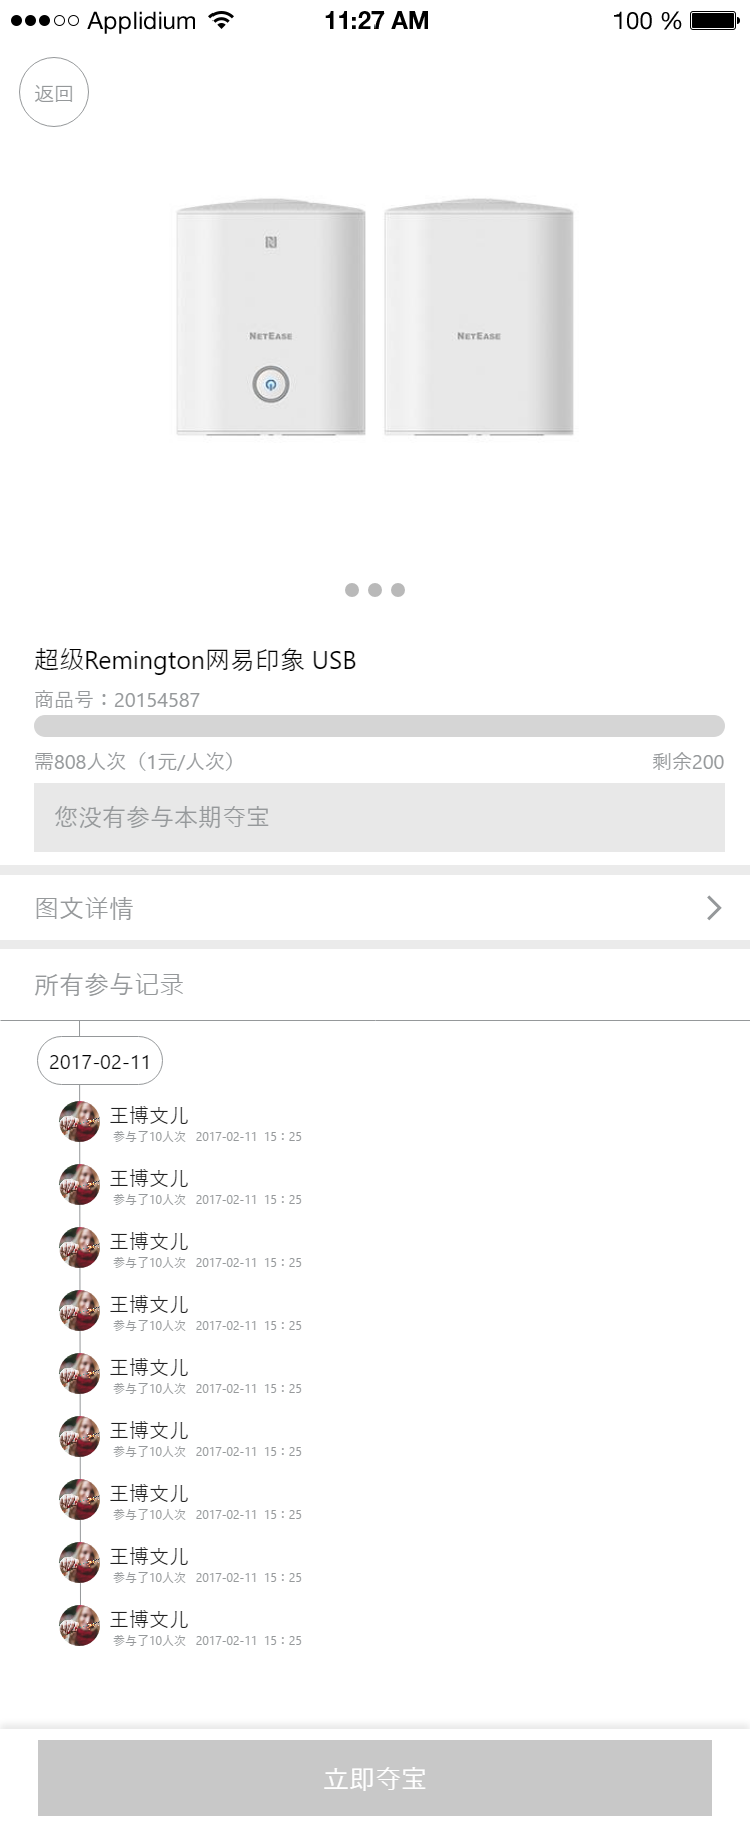 Applidium 11:27 AM 100 %
返回
NETEASE NETEASE
超级Remington网易印象 USB
商品号：20154587
需808人次（1元/人次） 剩余200
您没有参与本期夺宝
图文详情
所有参与记录
2017-02-11
王博文儿
参与了10人次 2017-02-11 15：25
王博文儿
参与了10人次 2017-02-11 15：25
王博文儿
参与了10人次 2017-02-11 15：25
王博文儿
参与了10人次 2017-02-11 15：25
王博文儿
参与了10人次 2017-02-11 15：25
王博文儿
参与了10人次 2017-02-11 15：25
王博文儿
参与了10人次 2017-02-11 15：25
王博文儿
参与了10人次 2017-02-11 15：25
王博文儿
参与了10人次 2017-02-11 15：25
立即夺宝